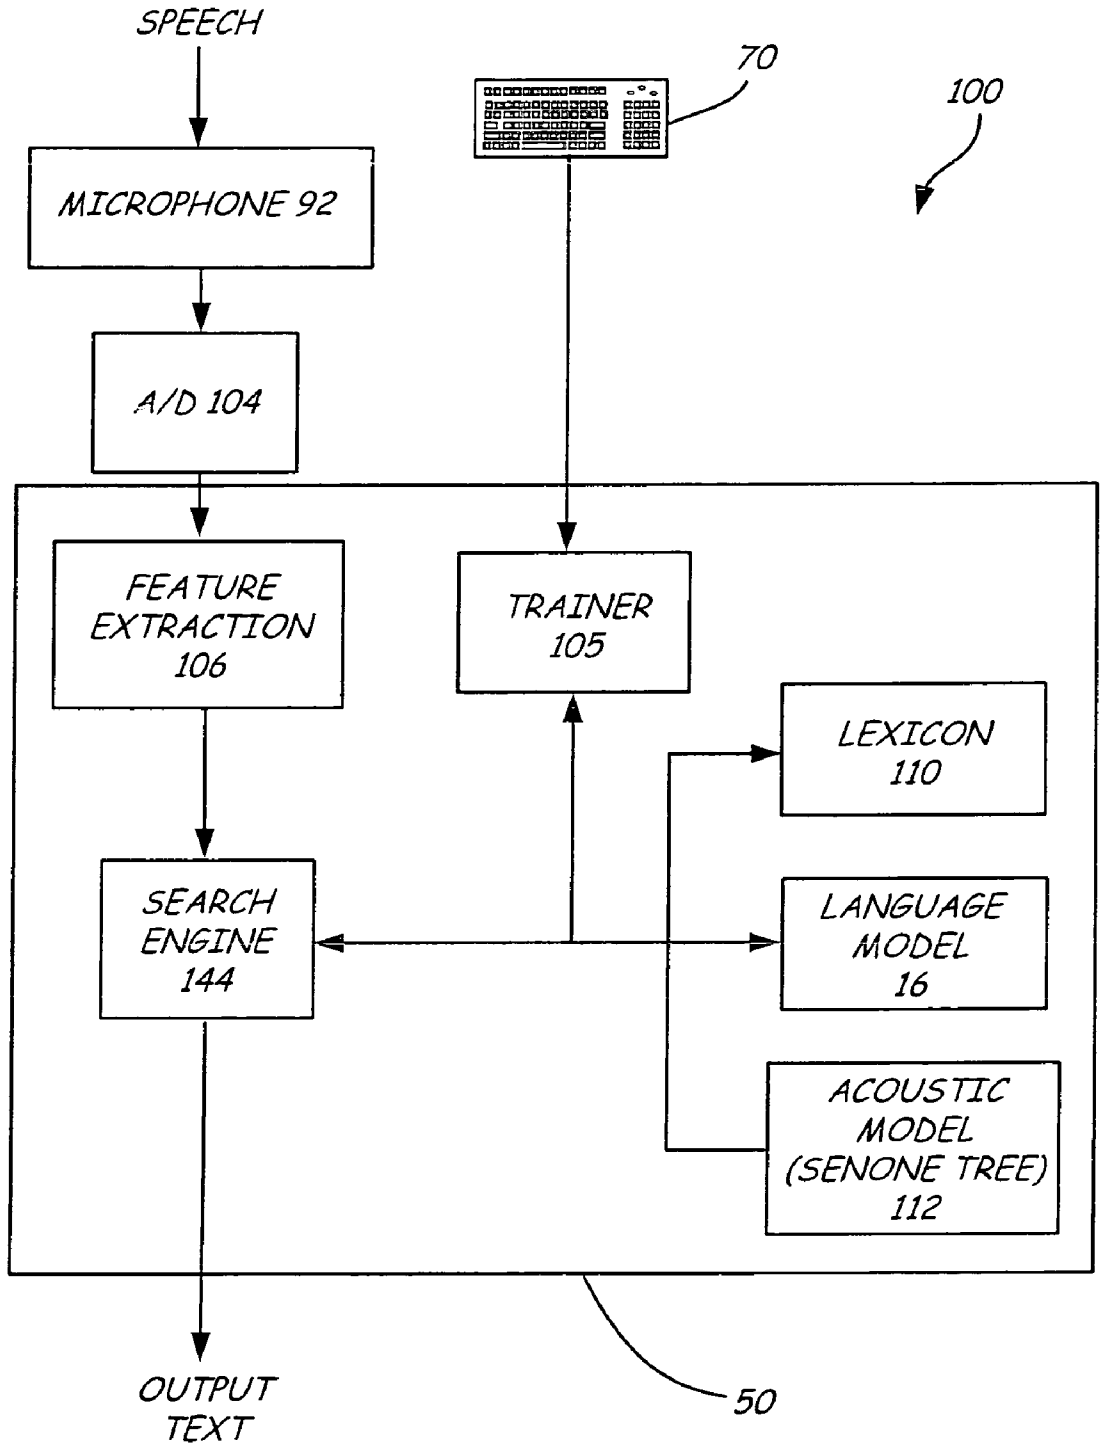 SPEECH
70
100
MICROPHONE 92
A/D 104
FEATURE
EXTRACTION
106
TRAINER
105
LEXICON
110
SEARCH
ENGINE
144
LANGUAGE
MODEL
16
ACOUSTIC
MODEL
(SENONE TREE)
112
OUTPUT
TEXT
50